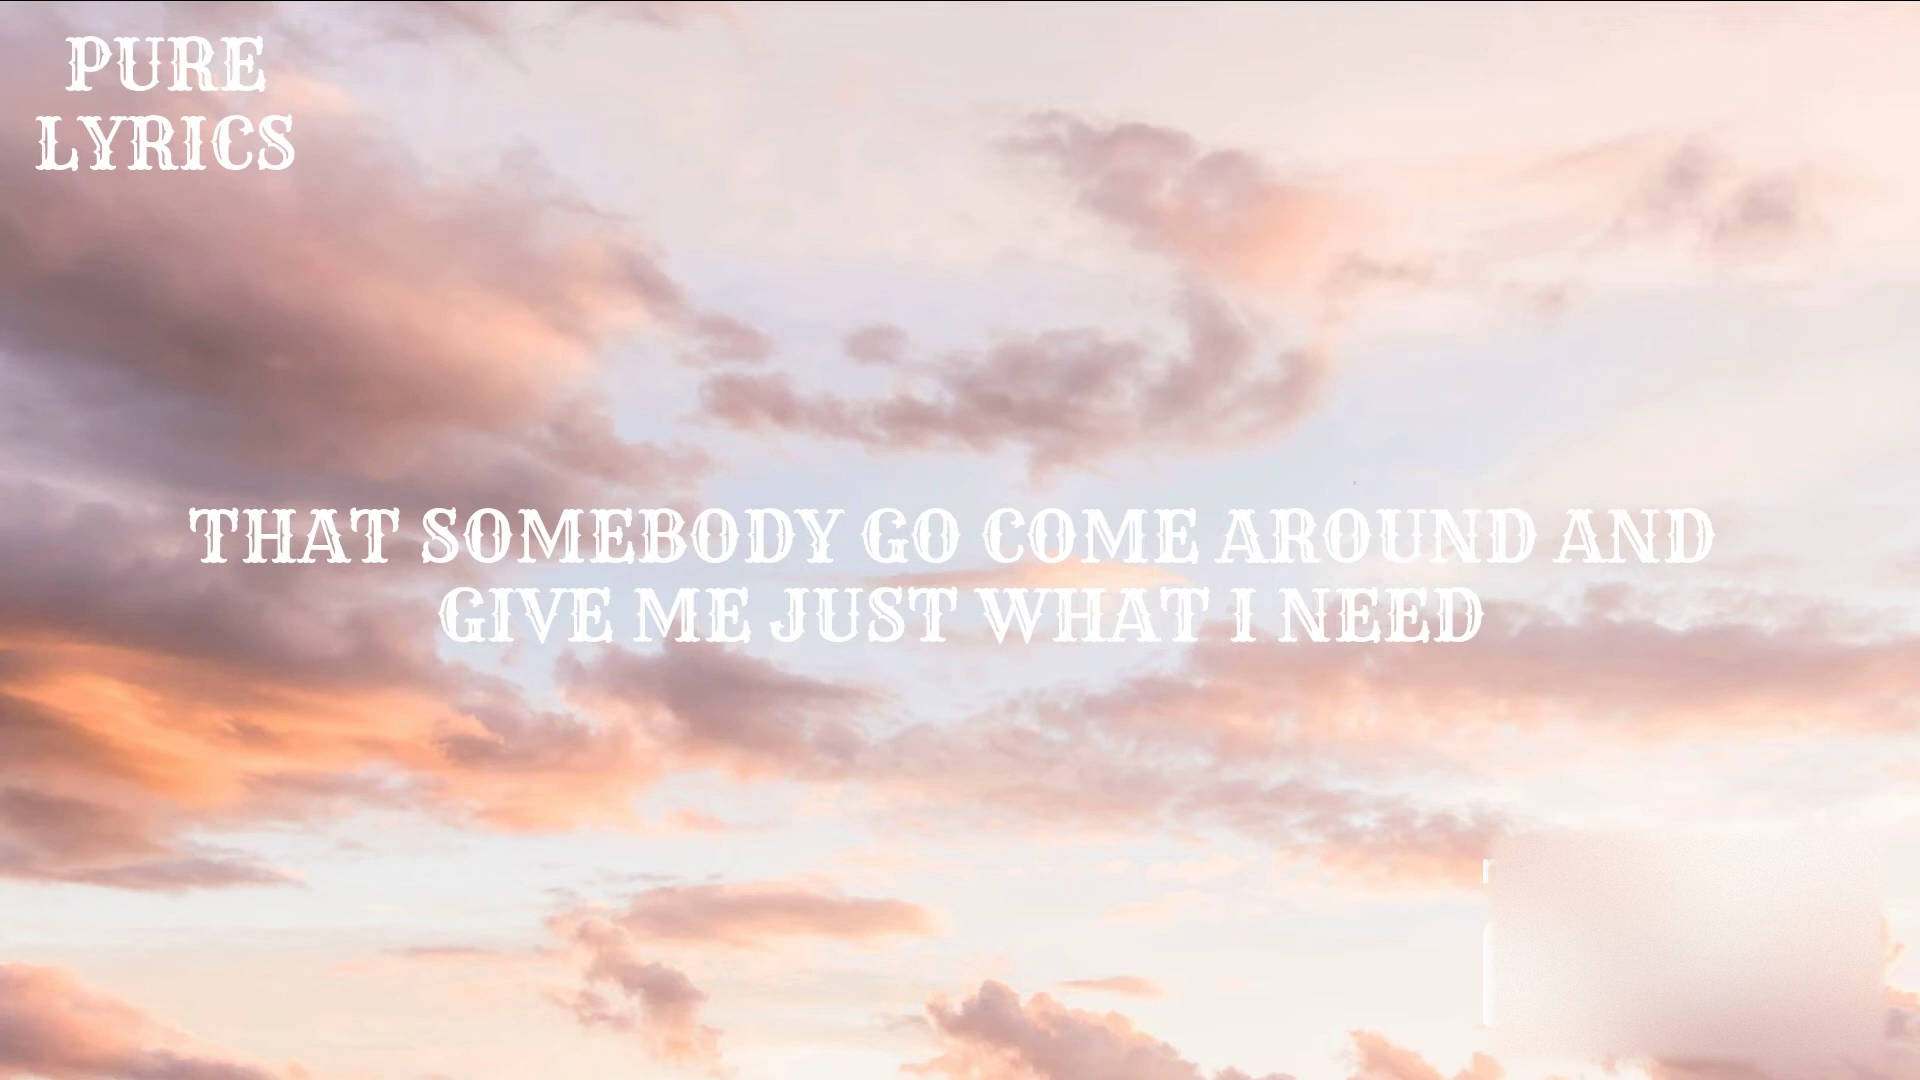 PURE
LYRICS
THAT SOMEBODY GO COME AROUND AND
GIVE ME JUST WHAT I NEED